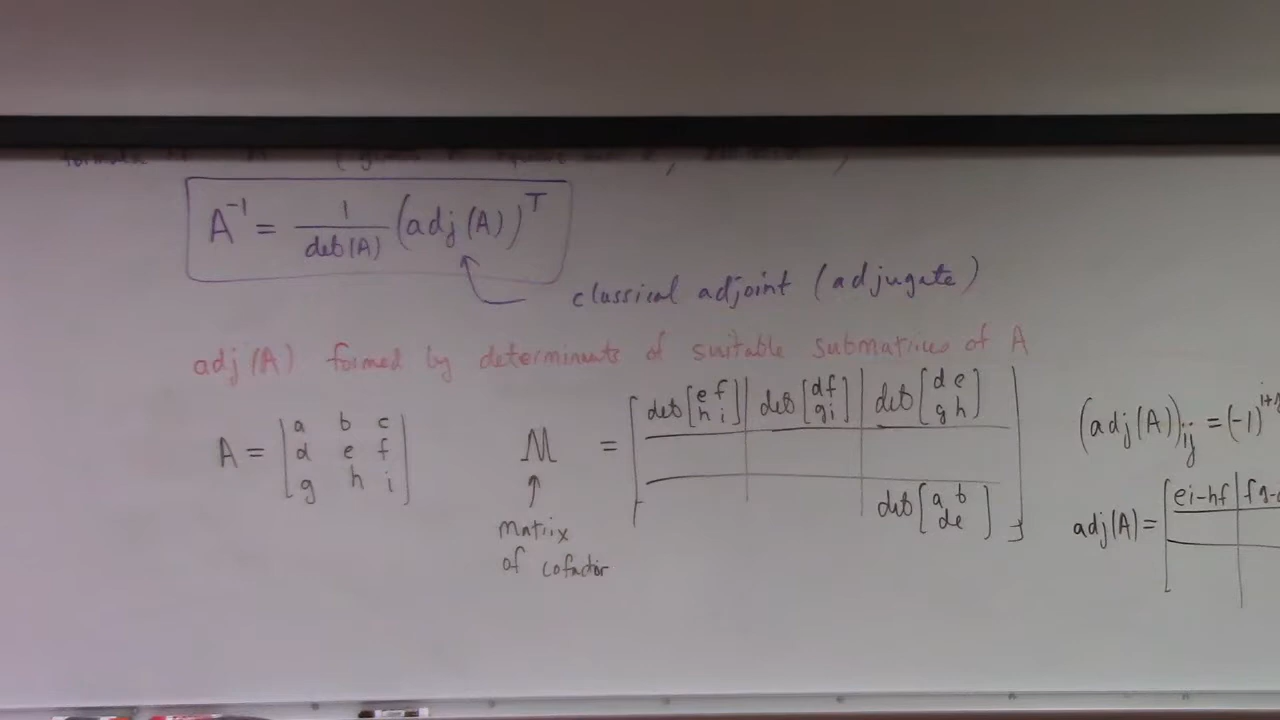 A⁻¹ = 1/det(A) (adj(A))ᵀ
classical adjoint (adjugate)
adj(A) formed by determinants of suitable submatrices of A
A = [a b c
d e f
g h i]
M = [det[e f h i] | det[d f g i] | det[d e g h]
det[a b d e]]
matrix
of cofactor
(adj(A))ij = (-1)
adj(A) = [ei-hf |